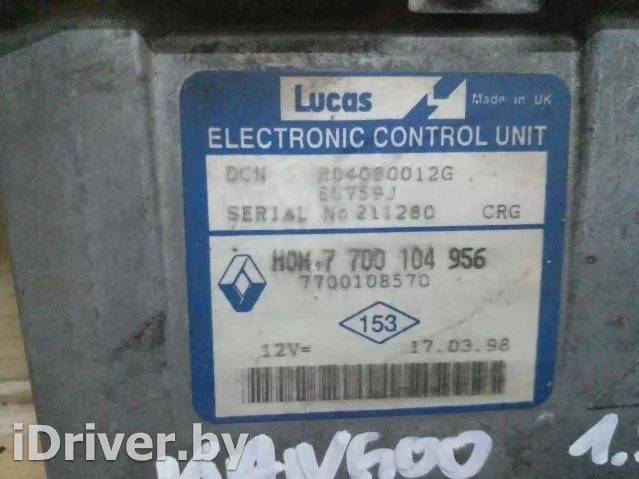 Lucas
Made in UK
ELECTRONIC CONTROL UNIT
DCN R04080012G
80759J
SERIAL No 211280 CRG
HOM 7 700 104 956
7700108570
153
12V= 17.03.98
iDriver.by